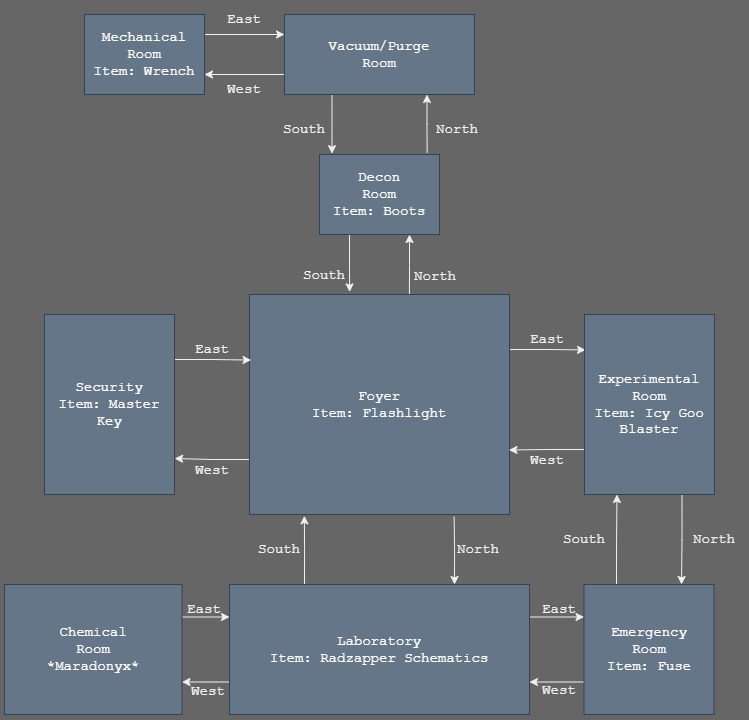 East
Mechanical
Room
Item: Wrench
Vacuum/Purge
Room
West
South
North
Decon
Room
Item: Boots
South
North
East
East
Security
Item: Master
Key
Foyer
Item: Flashlight
Experimental
Room
Item: Icy Goo
Blaster
West
West
South
North
South
North
East
East
Chemical
Room
*Maradonyx*
Laboratory
Item: Radzapper Schematics
Emergency
Room
Item: Fuse
West
West